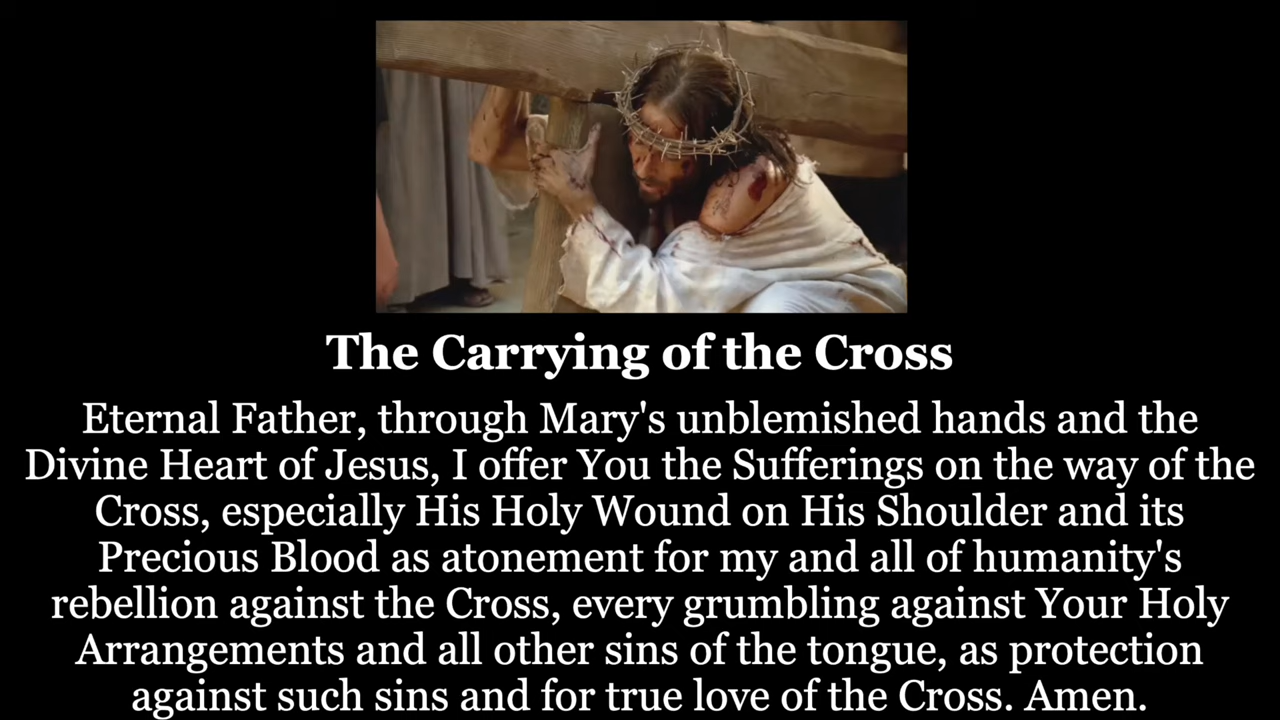 The Carrying of the Cross
Eternal Father, through Mary's unblemished hands and the
Divine Heart of Jesus, I offer You the Sufferings on the way of the
Cross, especially His Holy Wound on His Shoulder and its
Precious Blood as atonement for my and all of humanity's
rebellion against the Cross, every grumbling against Your Holy
Arrangements and all other sins of the tongue, as protection
against such sins and for true love of the Cross. Amen.